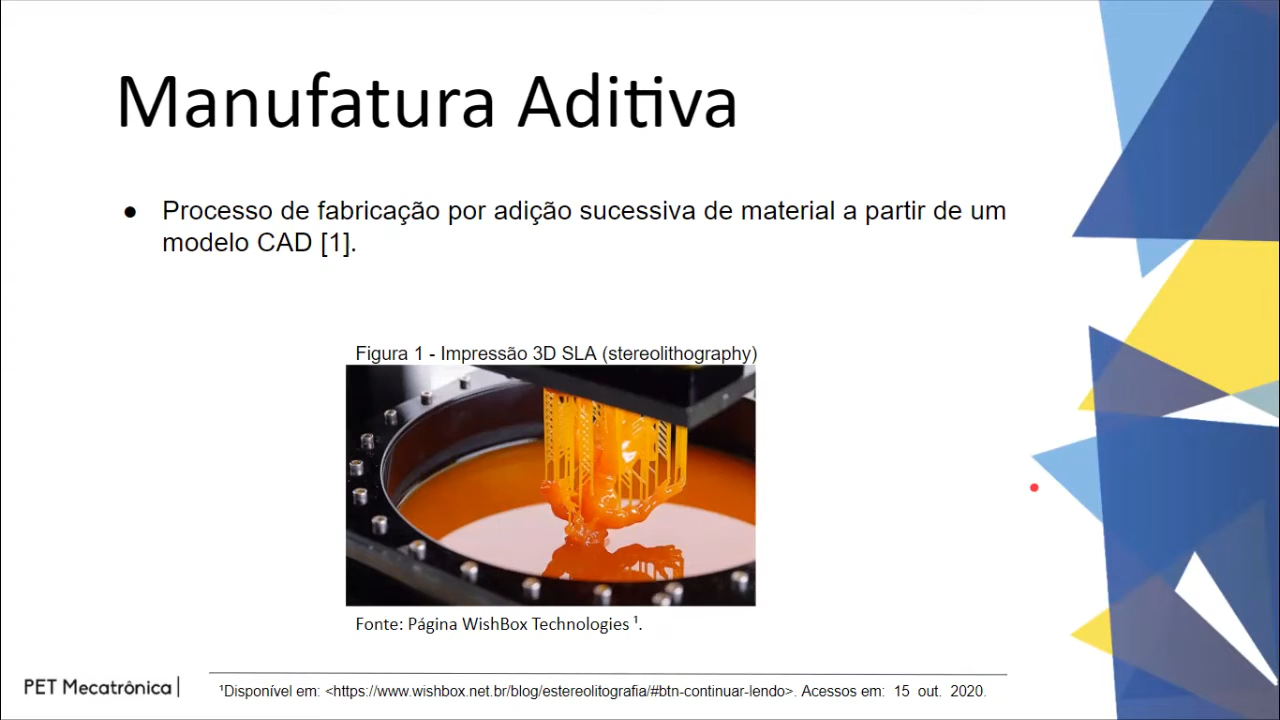 Manufatura Aditiva
● Processo de fabricação por adição sucessiva de material a partir de um
modelo CAD [1].
Figura 1 - Impressão 3D SLA (stereolithography)
Fonte: Página WishBox Technologies ¹.
PET Mecatrônica|
¹Disponível em: <https://www.wishbox.net.br/blog/estereolitografia/#btn-continuar-lendo>. Acessos em: 15 out. 2020.